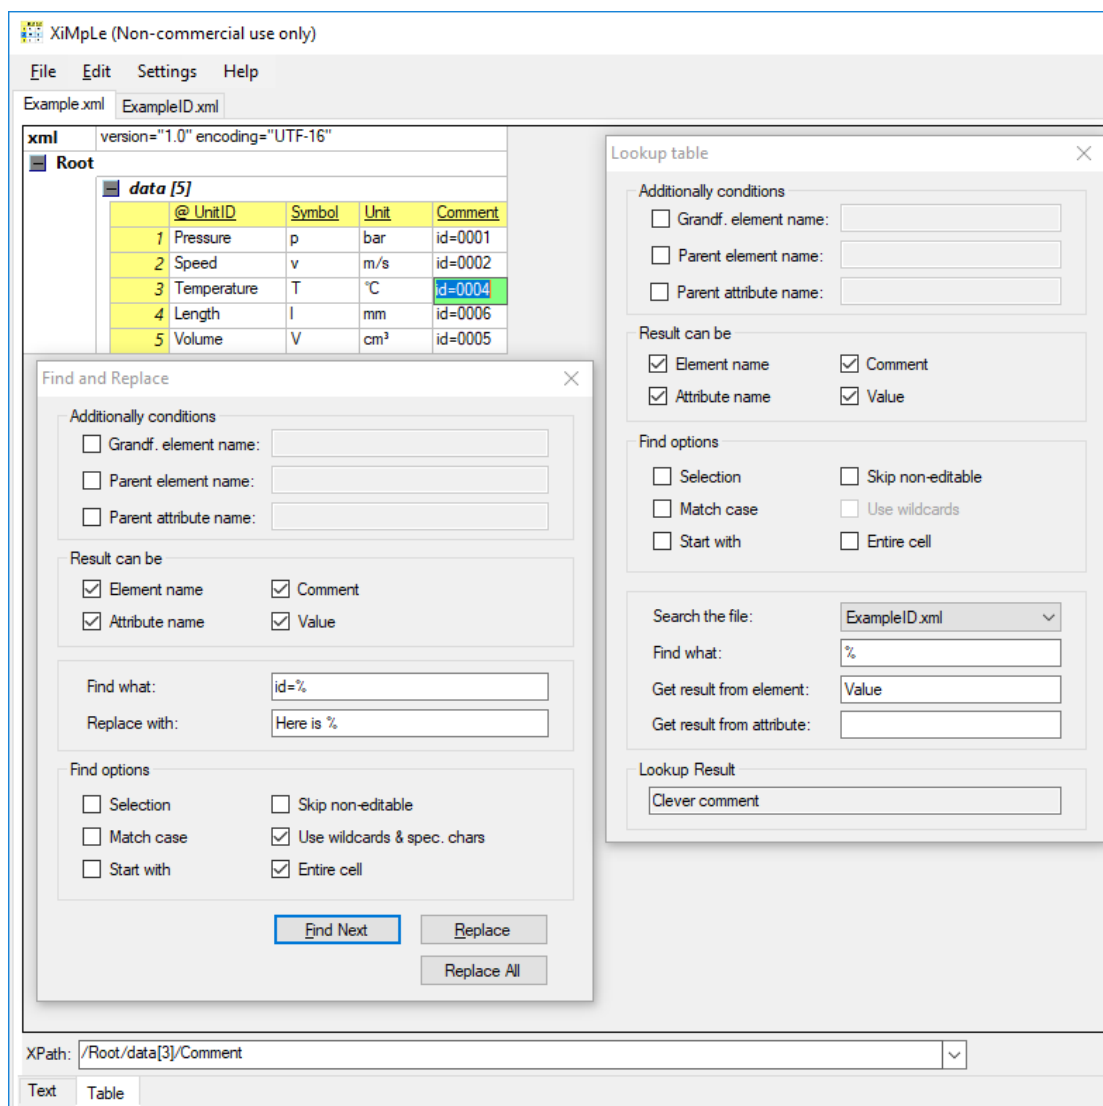 XiMpLe (Non-commercial use only)
File Edit Settings Help
Example.xml ExampleID.xml
xml version="1.0" encoding="UTF-16"
Root
data [5]
@ UnitID Symbol Unit Comment
1 Pressure p bar id=0001
2 Speed v m/s id=0002
3 Temperature T °C id=0004
4 Length l mm id=0006
5 Volume V cm³ id=0005
Find and Replace
Additionally conditions
Grandf. element name:
Parent element name:
Parent attribute name:
Result can be
Element name Comment
Attribute name Value
Find what: id=%
Replace with: Here is %
Find options
Selection Skip non-editable
Match case Use wildcards & spec. chars
Start with Entire cell
Find Next Replace
Replace All
Lookup table
Additionally conditions
Grandf. element name:
Parent element name:
Parent attribute name:
Result can be
Element name Comment
Attribute name Value
Find options
Selection Skip non-editable
Match case Use wildcards
Start with Entire cell
Search the file: ExampleID.xml
Find what: %
Get result from element: Value
Get result from attribute:
Lookup Result
Clever comment
XPath: /Root/data[3]/Comment
Text Table